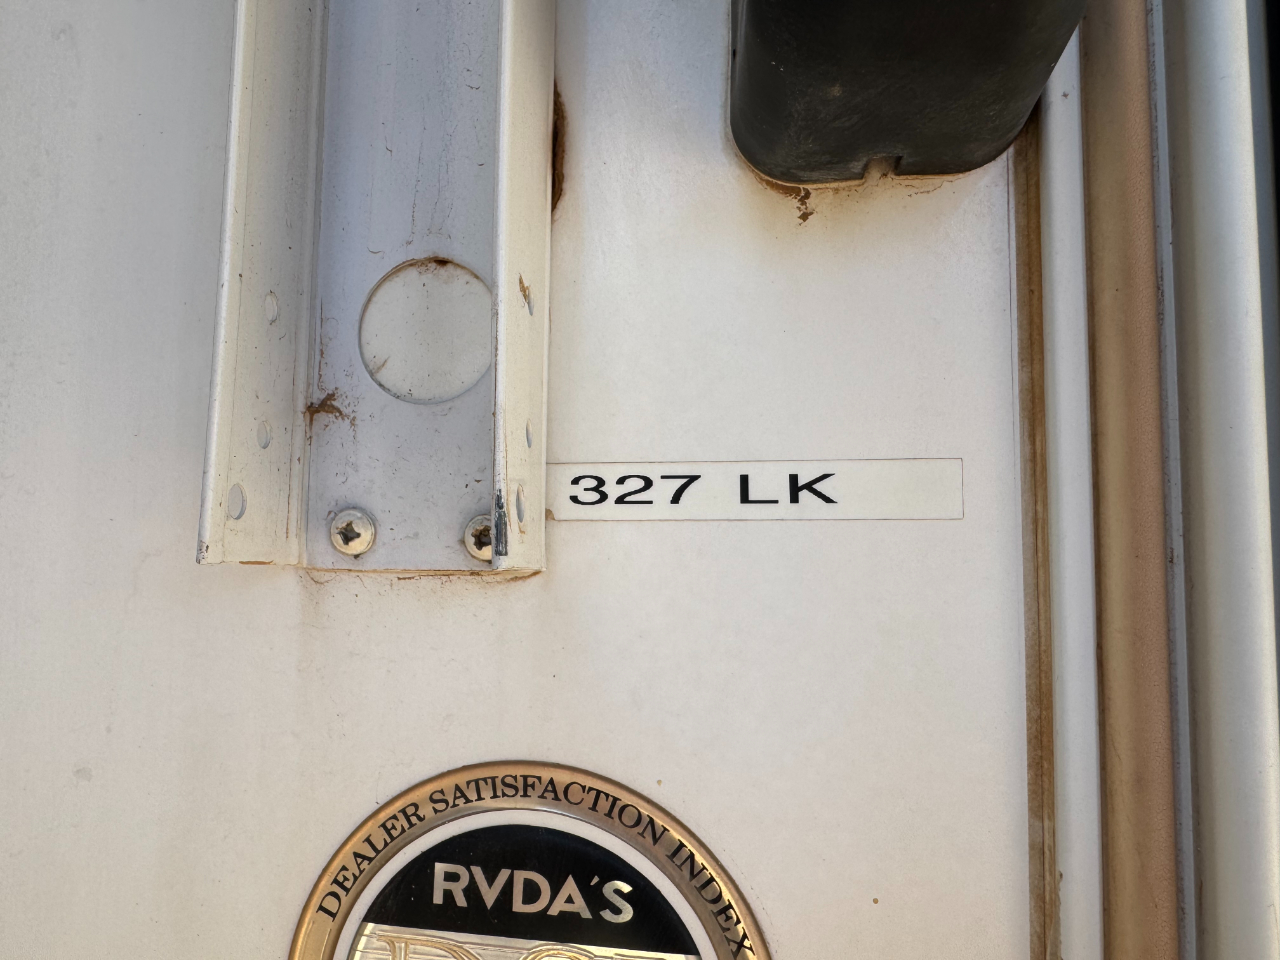 327 LK
DEALER SATISFACTION INDEX
RVDA'S